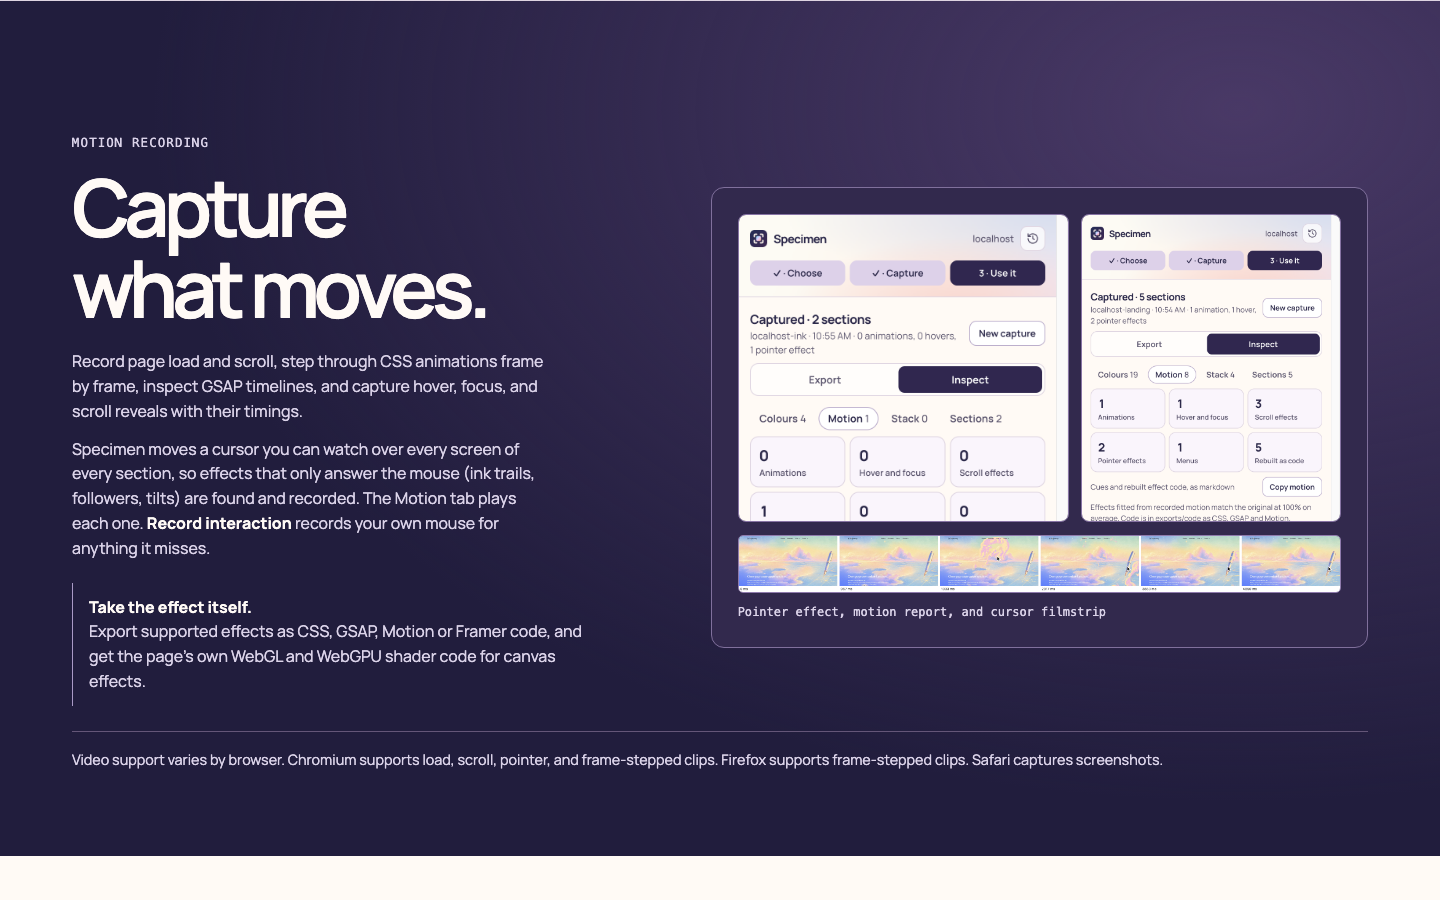 MOTION RECORDING
Capture
what moves.
Record page load and scroll, step through CSS animations frame
by frame, inspect GSAP timelines, and capture hover, focus, and
scroll reveals with their timings.
Specimen moves a cursor you can watch over every screen of
every section, so effects that only answer the mouse (ink trails,
followers, tilts) are found and recorded. The Motion tab plays
each one. Record interaction records your own mouse for
anything it misses.
Take the effect itself.
Export supported effects as CSS, GSAP, Motion or Framer code, and
get the page’s own WebGL and WebGPU shader code for canvas
effects.
Specimen
localhost
✓ · Choose
✓ · Capture
3 · Use it
Captured · 2 sections
localhost-ink · 10:55 AM · 0 animations, 0 hovers,
1 pointer effect
New capture
Export
Inspect
Colours 4
Motion 1
Stack 0
Sections 2
0
Animations
0
Hover and focus
0
Scroll effects
1
0
0
Specimen
localhost
✓ · Choose
✓ · Capture
3 · Use it
Captured · 5 sections
localhost-landing · 10:54 AM · 1 animation, 1 hover,
2 pointer effects
New capture
Export
Inspect
Colours 19
Motion 8
Stack 4
Sections 5
1
Animations
1
Hover and focus
3
Scroll effects
2
Pointer effects
1
Menus
5
Rebuilt as code
Cues and rebuilt effect code, as markdown
Copy motion
Effects fitted from recorded motion match the original at 100% on
average. Code is in exports/code as CSS, GSAP and Motion.
Pointer effect, motion report, and cursor filmstrip
Video support varies by browser. Chromium supports load, scroll, pointer, and frame-stepped clips. Firefox supports frame-stepped clips. Safari captures screenshots.